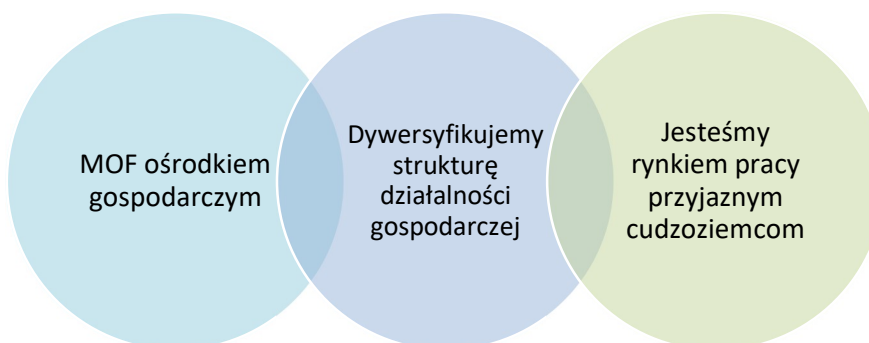 MOF ośrodkiem
gospodarczym
Dywersyfikujemy
strukturę
działalności
gospodarczej
Jesteśmy
rynkiem pracy
przyjaznym
cudzoziemcom